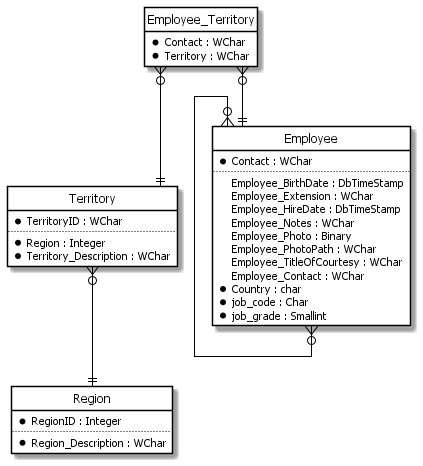 Employee_Territory
Contact : WChar
Territory : WChar
Employee
Contact : WChar
Employee_BirthDate : DbTimeStamp
Employee_Extension : WChar
Employee_HireDate : DbTimeStamp
Employee_Notes : WChar
Employee_Photo : Binary
Employee_PhotoPath : WChar
Employee_TitleOfCourtesy : WChar
Employee_Contact : WChar
Country : char
job_code : Char
job_grade : Smallint
Territory
TerritoryID : WChar
Region : Integer
Territory_Description : WChar
Region
RegionID : Integer
Region_Description : WChar